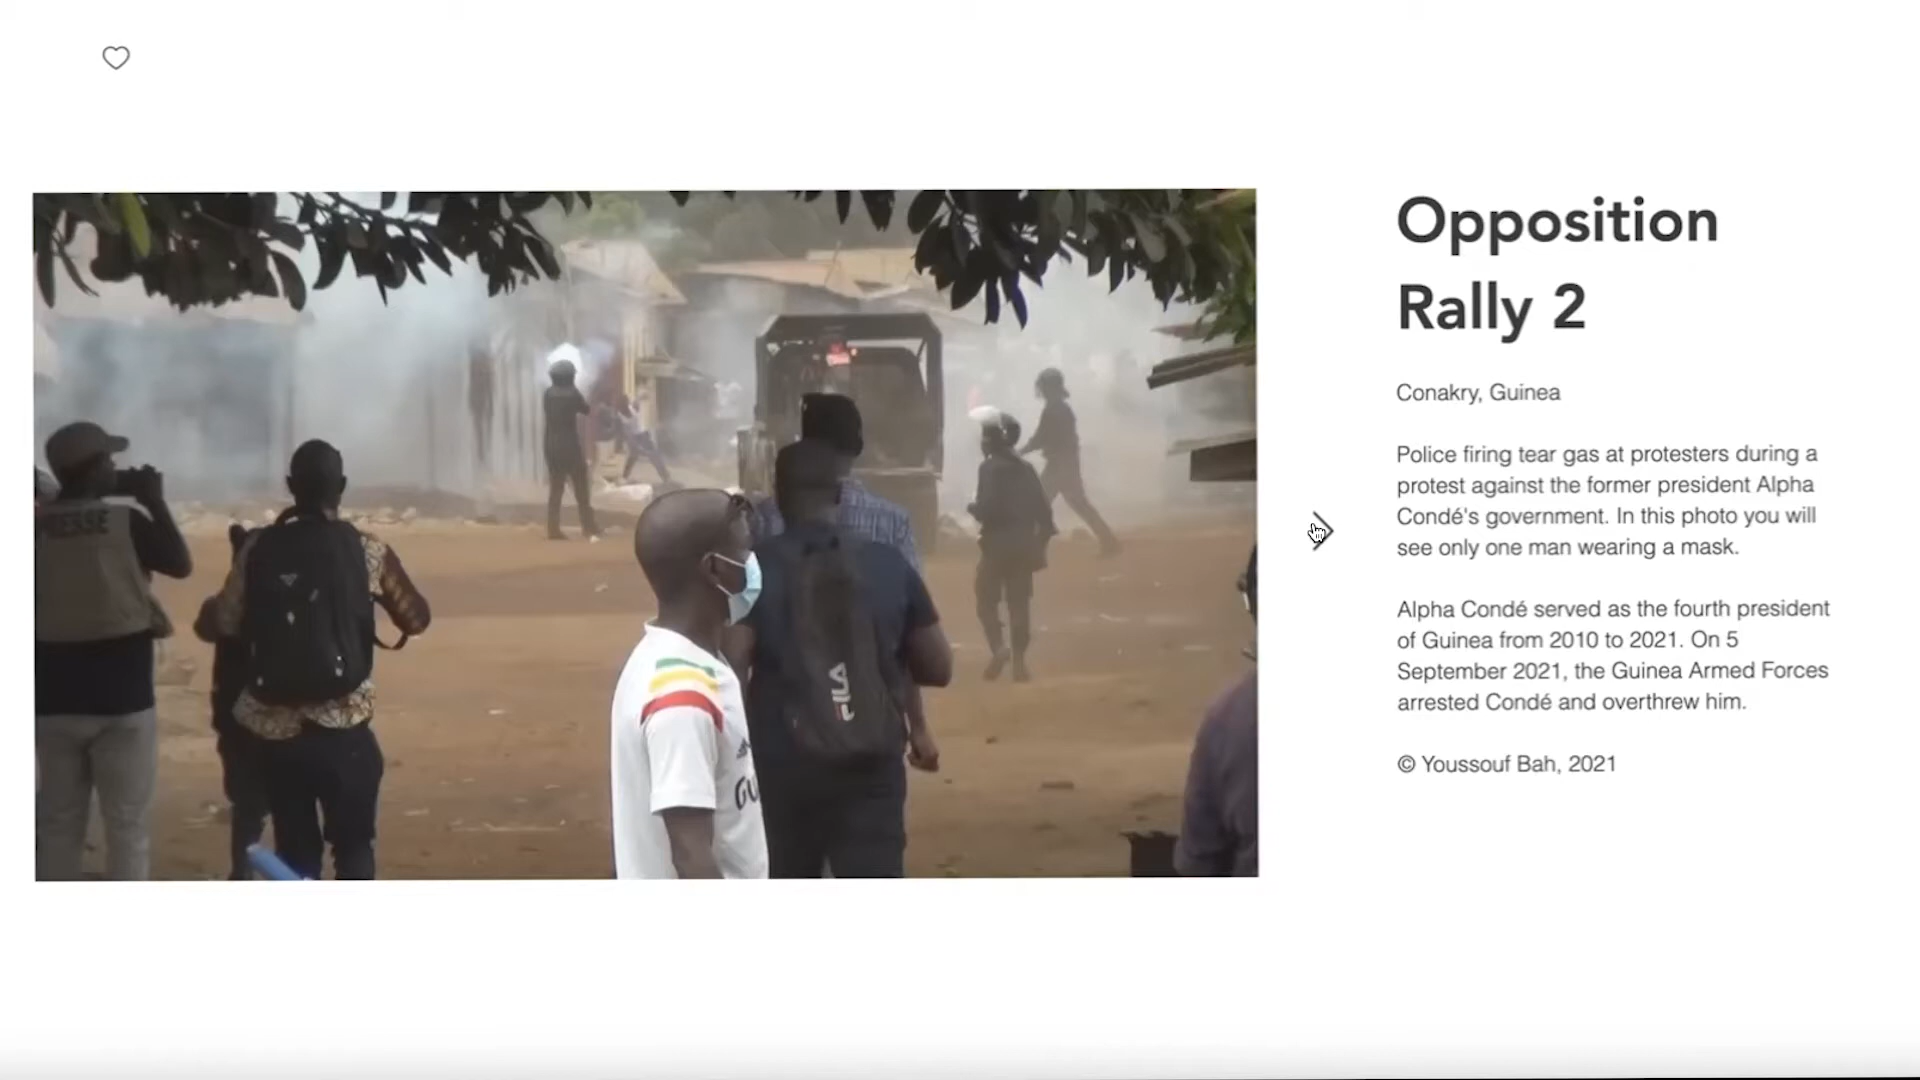 Opposition
Rally 2
Conakry, Guinea
Police firing tear gas at protesters during a
protest against the former president Alpha
Condé's government. In this photo you will
see only one man wearing a mask.
Alpha Condé served as the fourth president
of Guinea from 2010 to 2021. On 5
September 2021, the Guinea Armed Forces
arrested Condé and overthrew him.
© Youssouf Bah, 2021
PRESSE
FILA
GU